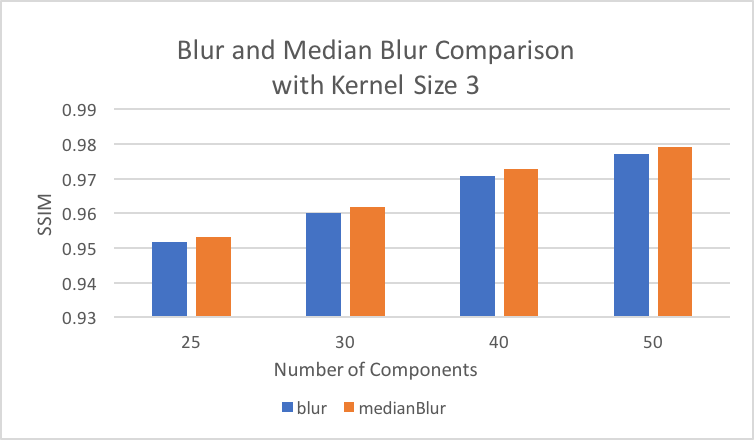 Blur and Median Blur Comparison
with Kernel Size 3
0.99
0.98
0.97
0.96
0.95
0.94
0.93
SSIM
25 30 40 50
Number of Components
blur medianBlur